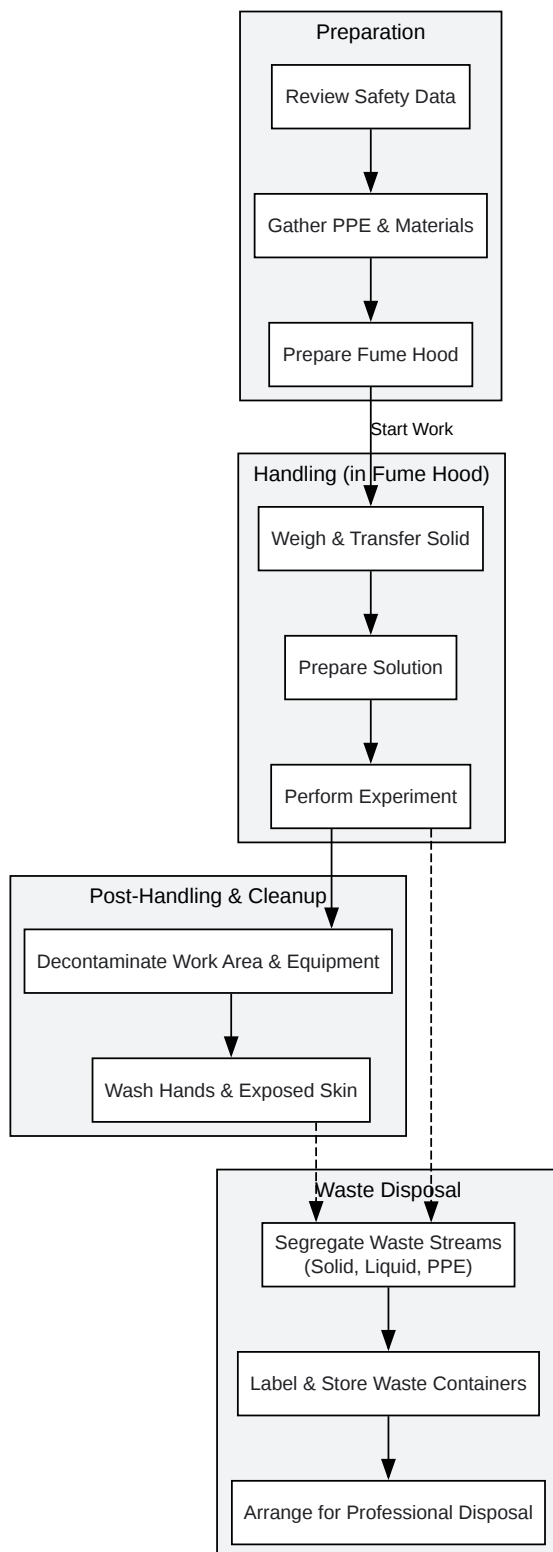 Preparation
Review Safety Data
Gather PPE & Materials
Prepare Fume Hood
Start Work
Handling (in Fume Hood)
Weigh & Transfer Solid
Prepare Solution
Perform Experiment
Post-Handling & Cleanup
Decontaminate Work Area & Equipment
Wash Hands & Exposed Skin
Waste Disposal
Segregate Waste Streams
(Solid, Liquid, PPE)
Label & Store Waste Containers
Arrange for Professional Disposal